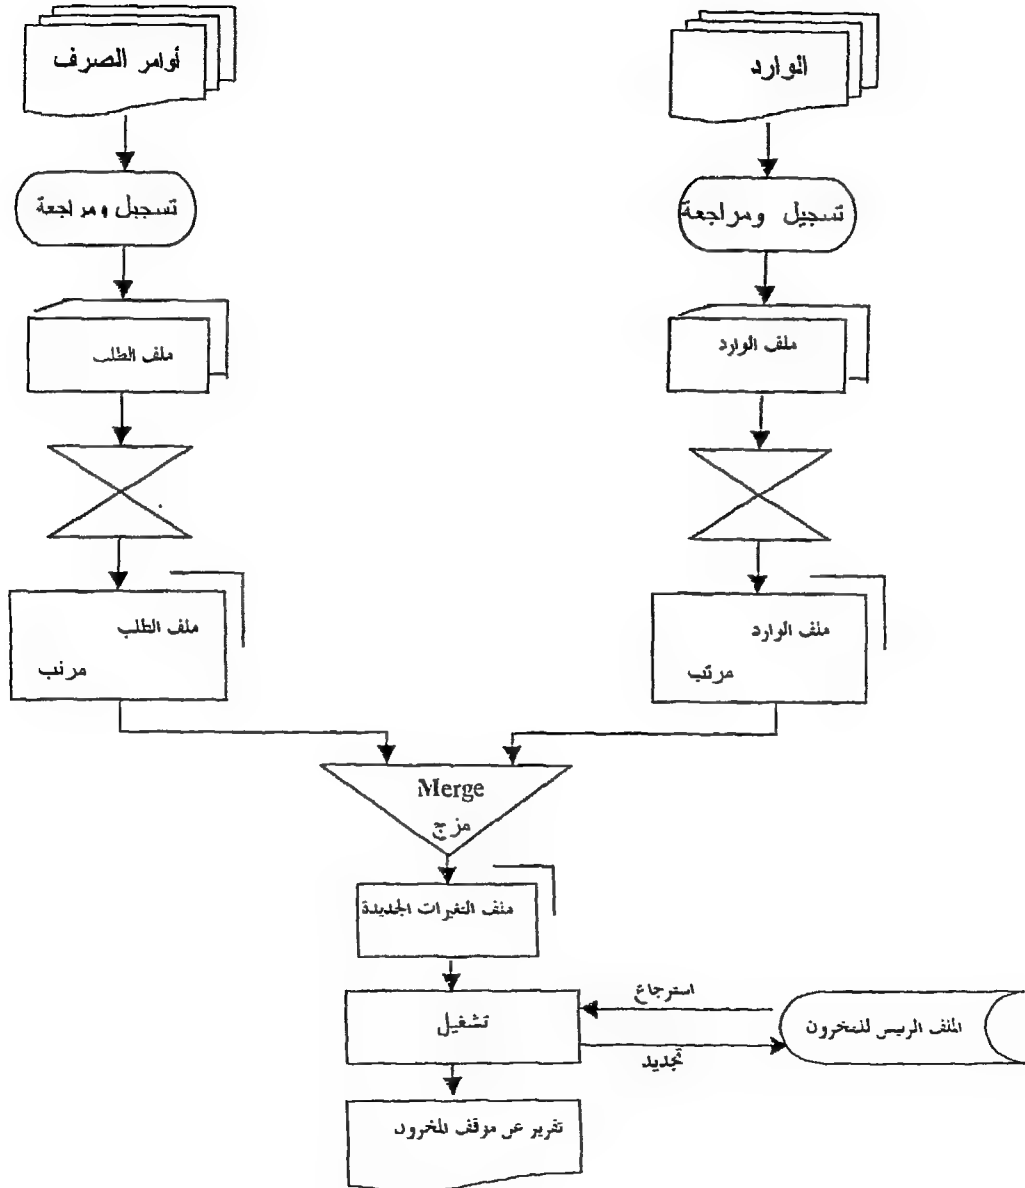 أوامر الصرف
الوارد
تسجيل ومراجعة
تسجيل ومراجعة
ملف الطلب
ملف الوارد
ملف الطلب
مرتب
ملف الوارد
مرتب
Merge
مزج
ملف التغيرات الجديدة
تشغيل
استرجاع
تجديد
الملف الرئيس للمخزون
تقرير عن موقف المخزون